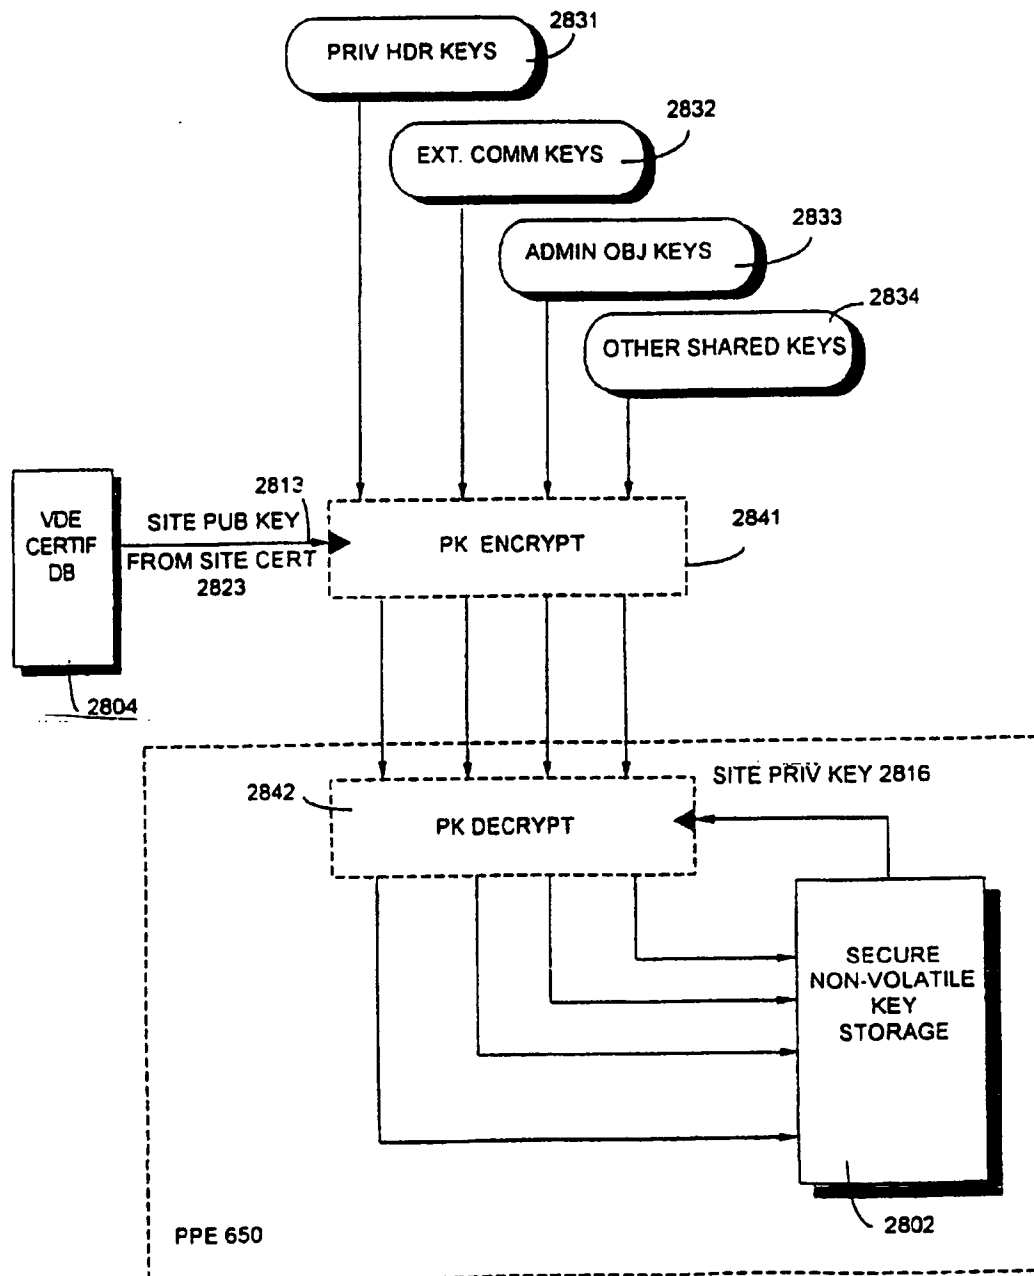 2831
PRIV HDR KEYS
2832
EXT. COMM KEYS
2833
ADMIN OBJ KEYS
2834
OTHER SHARED KEYS
2813
VDE
CERTIF
DB
SITE PUB KEY
FROM SITE CERT
2823
PK ENCRYPT
2841
2804
SITE PRIV KEY 2816
2842
PK DECRYPT
SECURE
NON-VOLATILE
KEY
STORAGE
2802
PPE 650